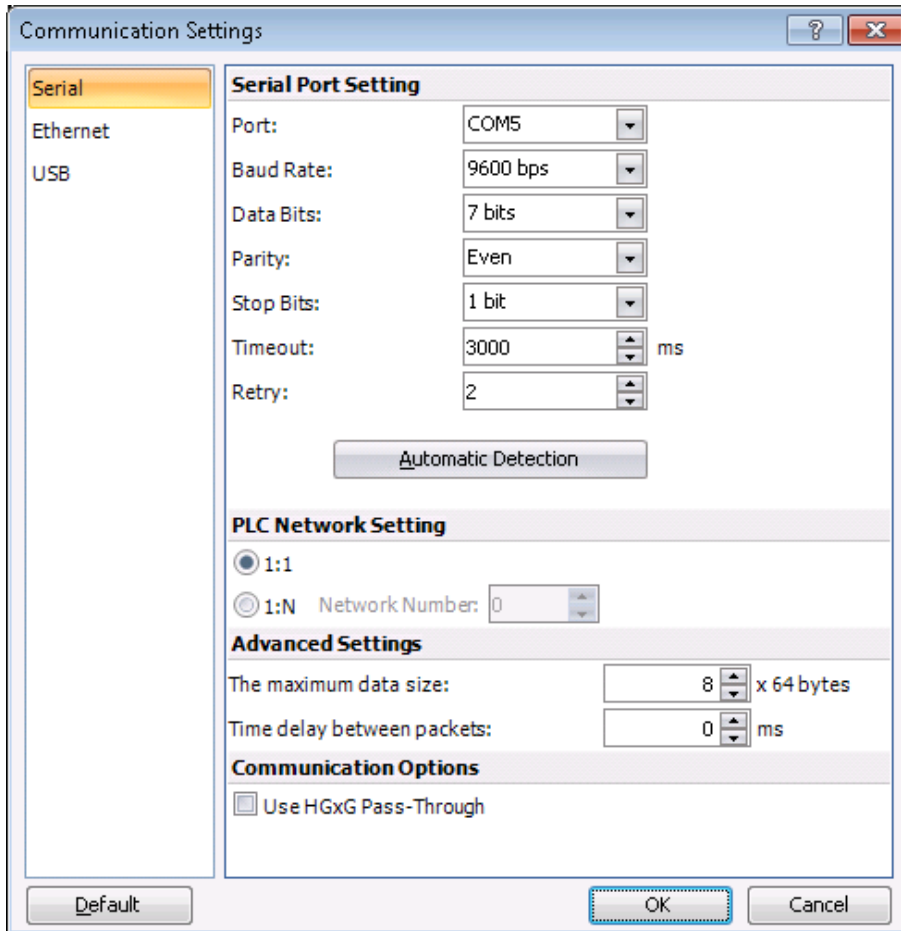 Communication Settings
Serial
Ethernet
USB
Serial Port Setting
Port: COM5
Baud Rate: 9600 bps
Data Bits: 7 bits
Parity: Even
Stop Bits: 1 bit
Timeout: 3000 ms
Retry: 2
Automatic Detection
PLC Network Setting
1:1
1:N Network Number: 0
Advanced Settings
The maximum data size: 8 x 64 bytes
Time delay between packets: 0 ms
Communication Options
Use HGxG Pass-Through
Default OK Cancel